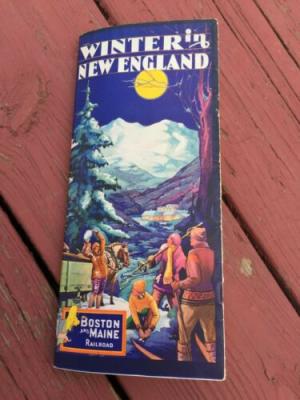 WINTER in
NEW ENGLAND
BOSTON
AND MAINE
RAILROAD